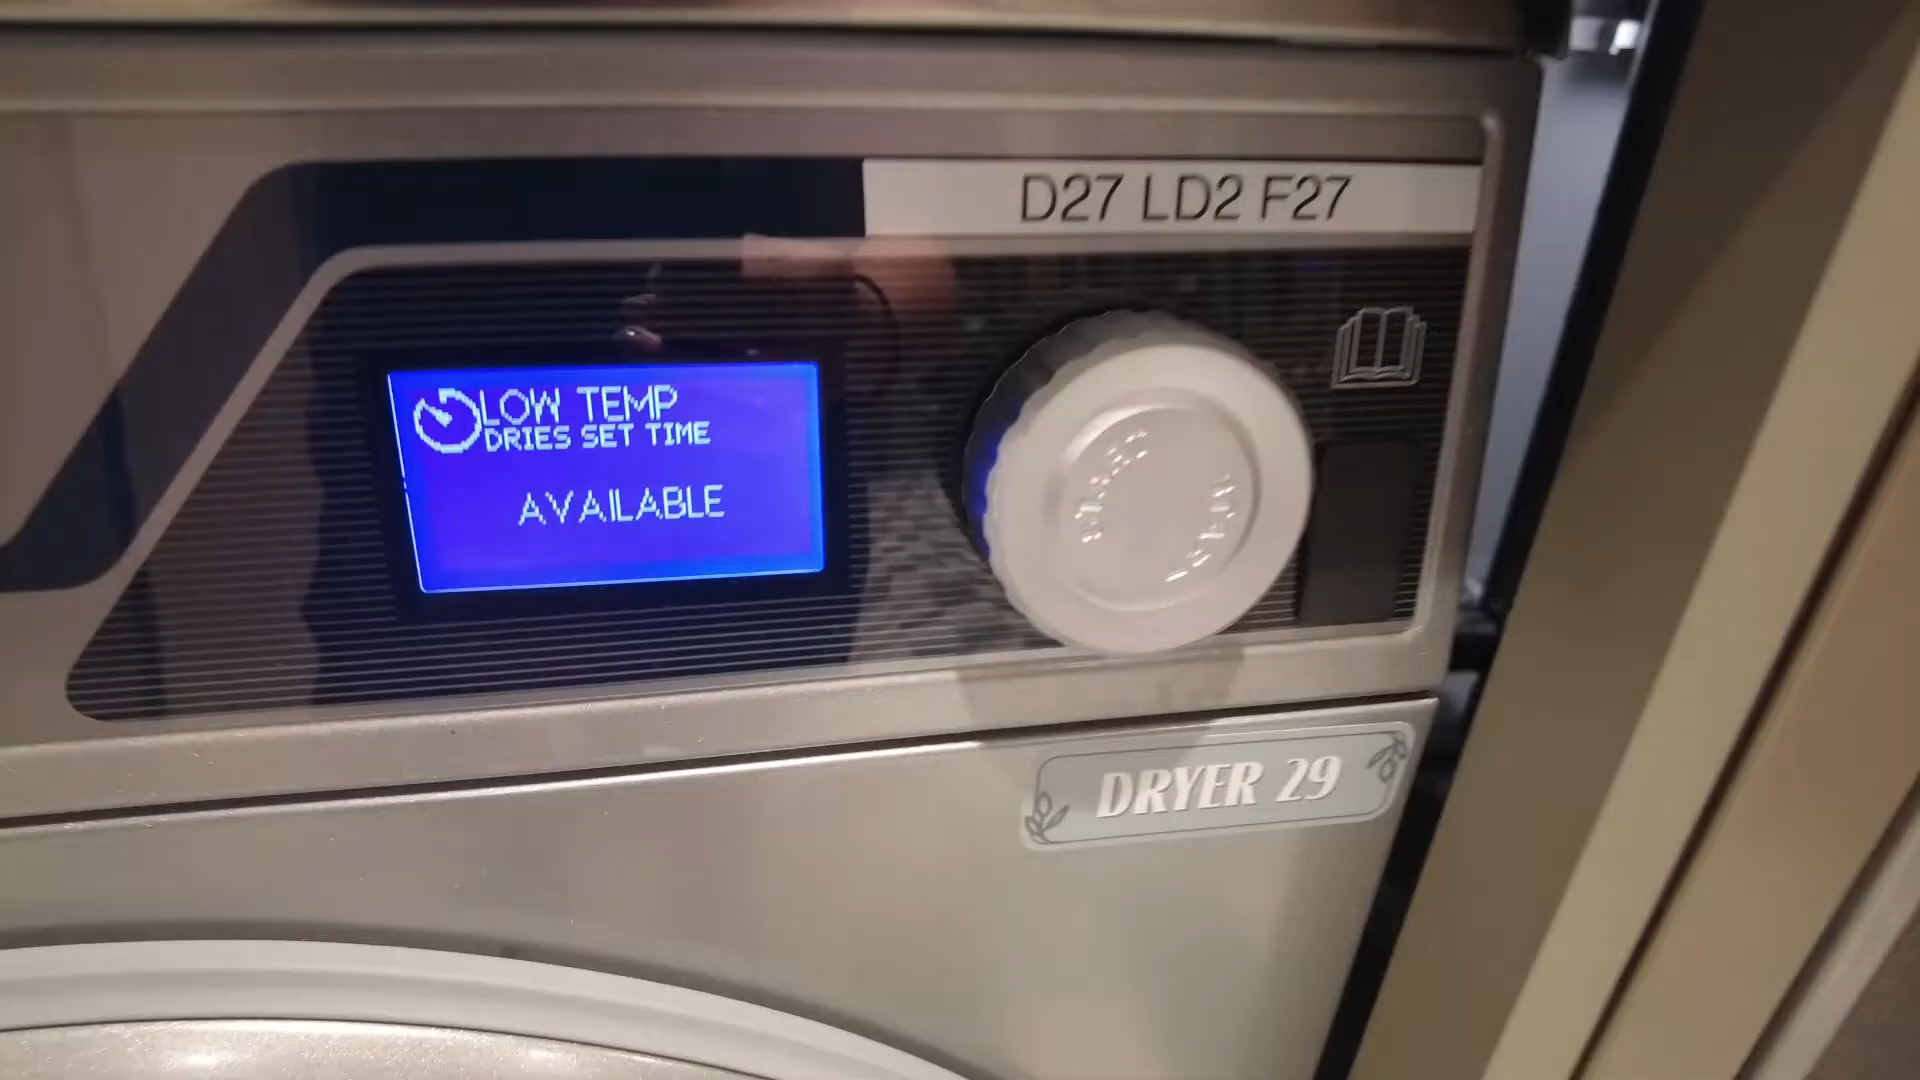 D27 LD2 F27
LOW TEMP
DRIES SET TIME
AVAILABLE
DRYER 29